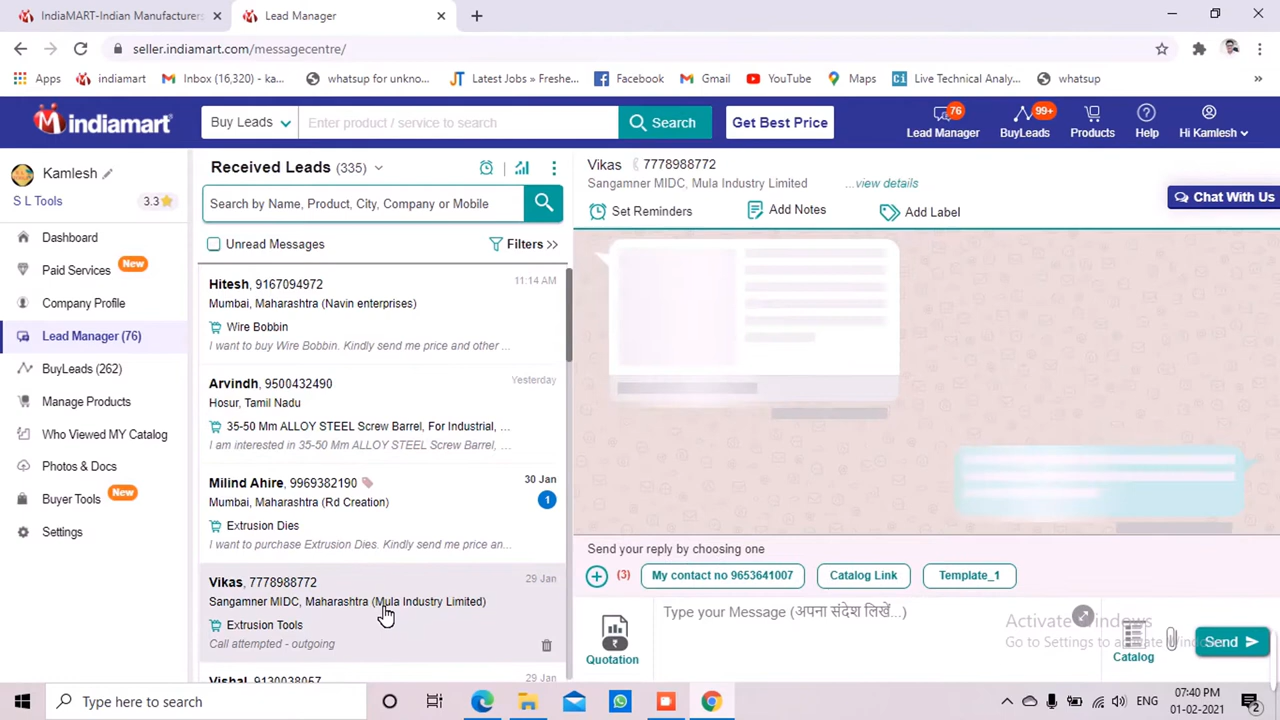 IndiaMART-Indian Manufacturers
Lead Manager
seller.indiamart.com/messagecentre/
Apps
indiamart
Inbox (16,320) - ka...
whatsup for unkno...
Latest Jobs » Freshe...
Facebook
Gmail
YouTube
Maps
Live Technical Analy...
whatsup
»
indiamart
Buy Leads
Enter product / service to search
Search
Get Best Price
76
Lead Manager
99+
BuyLeads
Products
Help
Hi Kamlesh
Kamlesh
S L Tools
3.3
Dashboard
Paid Services
New
Company Profile
Lead Manager (76)
BuyLeads (262)
Manage Products
Who Viewed MY Catalog
Photos & Docs
Buyer Tools
New
Settings
Received Leads (335)
Search by Name, Product, City, Company or Mobile
Unread Messages
Filters >>
Hitesh, 9167094972
11:14 AM
Mumbai, Maharashtra (Navin enterprises)
Wire Bobbin
I want to buy Wire Bobbin. Kindly send me price and other ...
Arvindh, 9500432490
Yesterday
Hosur, Tamil Nadu
35-50 Mm ALLOY STEEL Screw Barrel, For Industrial, ...
I am interested in 35-50 Mm ALLOY STEEL Screw Barrel, ...
Milind Ahire, 9969382190
30 Jan
Mumbai, Maharashtra (Rd Creation)
1
Extrusion Dies
I want to purchase Extrusion Dies. Kindly send me price an...
Vikas, 7778988772
29 Jan
Sangamner MIDC, Maharashtra (Mula Industry Limited)
Extrusion Tools
Call attempted - outgoing
Vishal, 9130038057
29 Jan
Vikas 7778988772
Sangamner MIDC, Mula Industry Limited
...view details
Set Reminders
Add Notes
Add Label
Chat With Us
Send your reply by choosing one
(3)
My contact no 9653641007
Catalog Link
Template_1
Type your Message (अपना संदेश लिखें...)
Quotation
Catalog
Send
Activate Windows
Go to Settings to activate Windows.
Type here to search
ENG
07:40 PM
01-02-2021
2